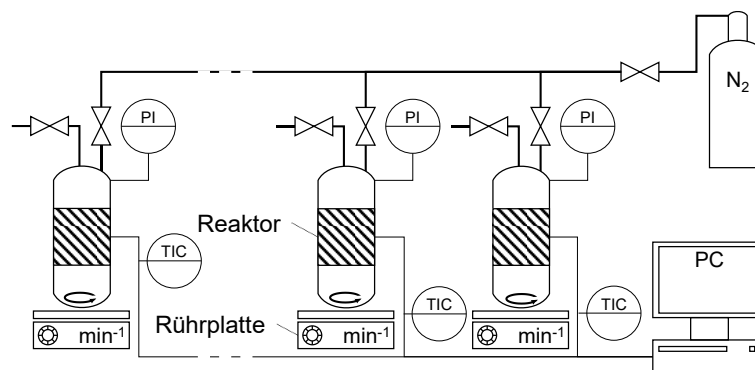 N2
PI
PI
PI
Reaktor
TIC
PC
TIC
TIC
Rührplatte
min-1
min-1
min-1